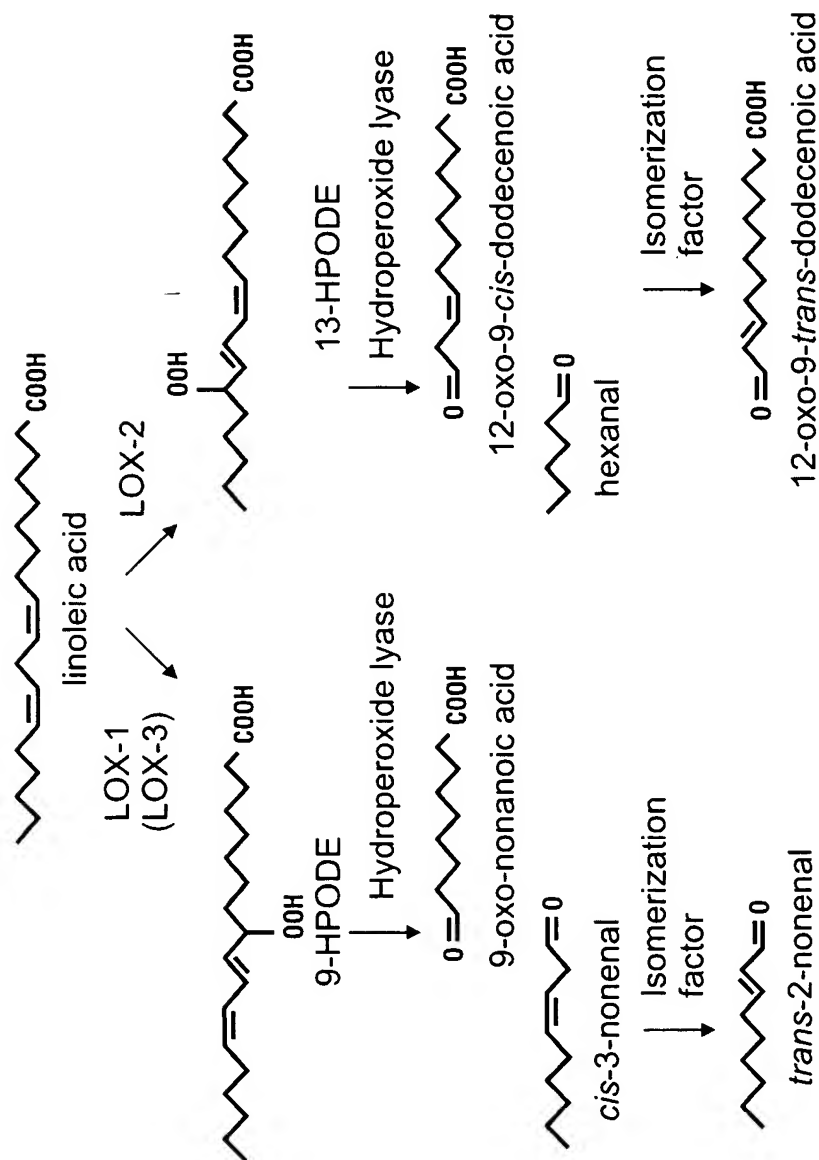 COOH
linoleic acid
LOX-1
(LOX-3)
LOX-2
COOH
OOH
9-HPODE
Hydroperoxide lyase
O
COOH
9-oxo-nonanoic acid
O
cis-3-nonenal
Isomerization
factor
O
trans-2-nonenal
OOH
COOH
13-HPODE
Hydroperoxide lyase
O
COOH
12-oxo-9-cis-dodecenoic acid
O
hexanal
Isomerization
factor
O
COOH
12-oxo-9-trans-dodecenoic acid